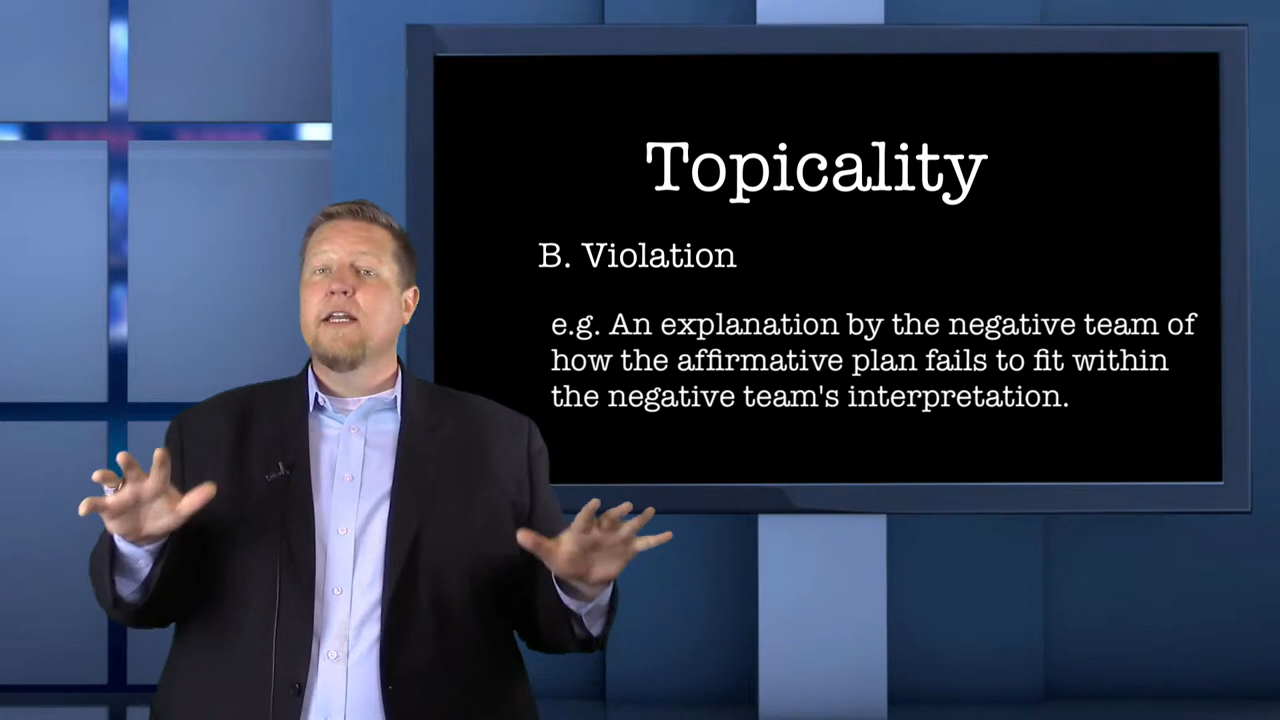 Topicality
B. Violation
e.g. An explanation by the negative team of
how the affirmative plan fails to fit within
the negative team's interpretation.